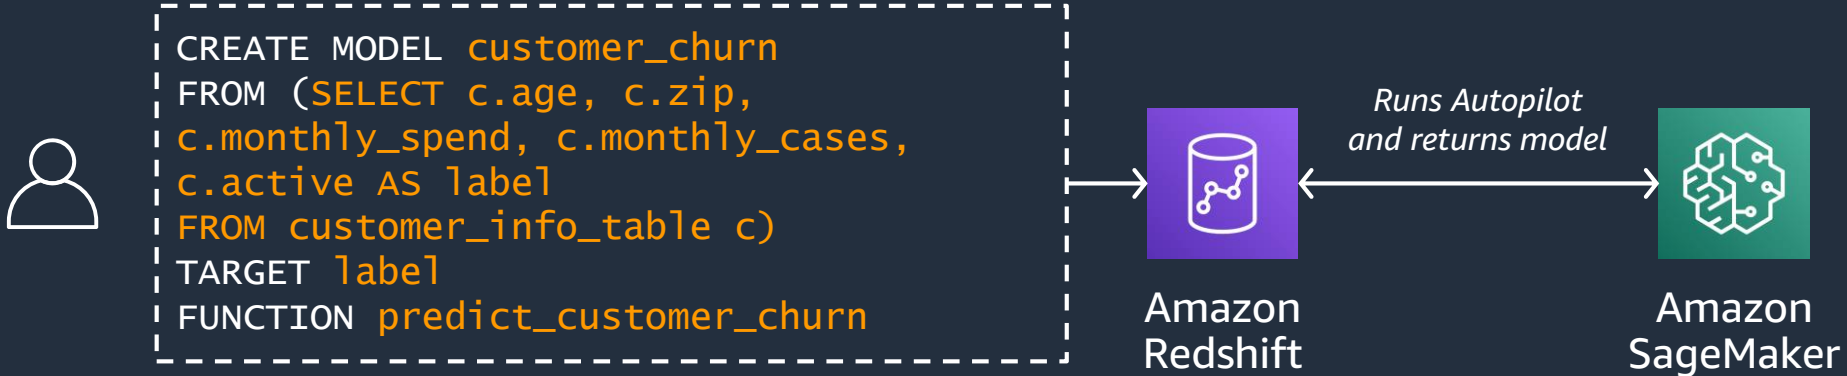 CREATE MODEL customer_churn
FROM (SELECT c.age, c.zip,
c.monthly_spend, c.monthly_cases,
c.active AS label
FROM customer_info_table c)
TARGET label
FUNCTION predict_customer_churn
Amazon
Redshift
Runs Autopilot
and returns model
Amazon
SageMaker